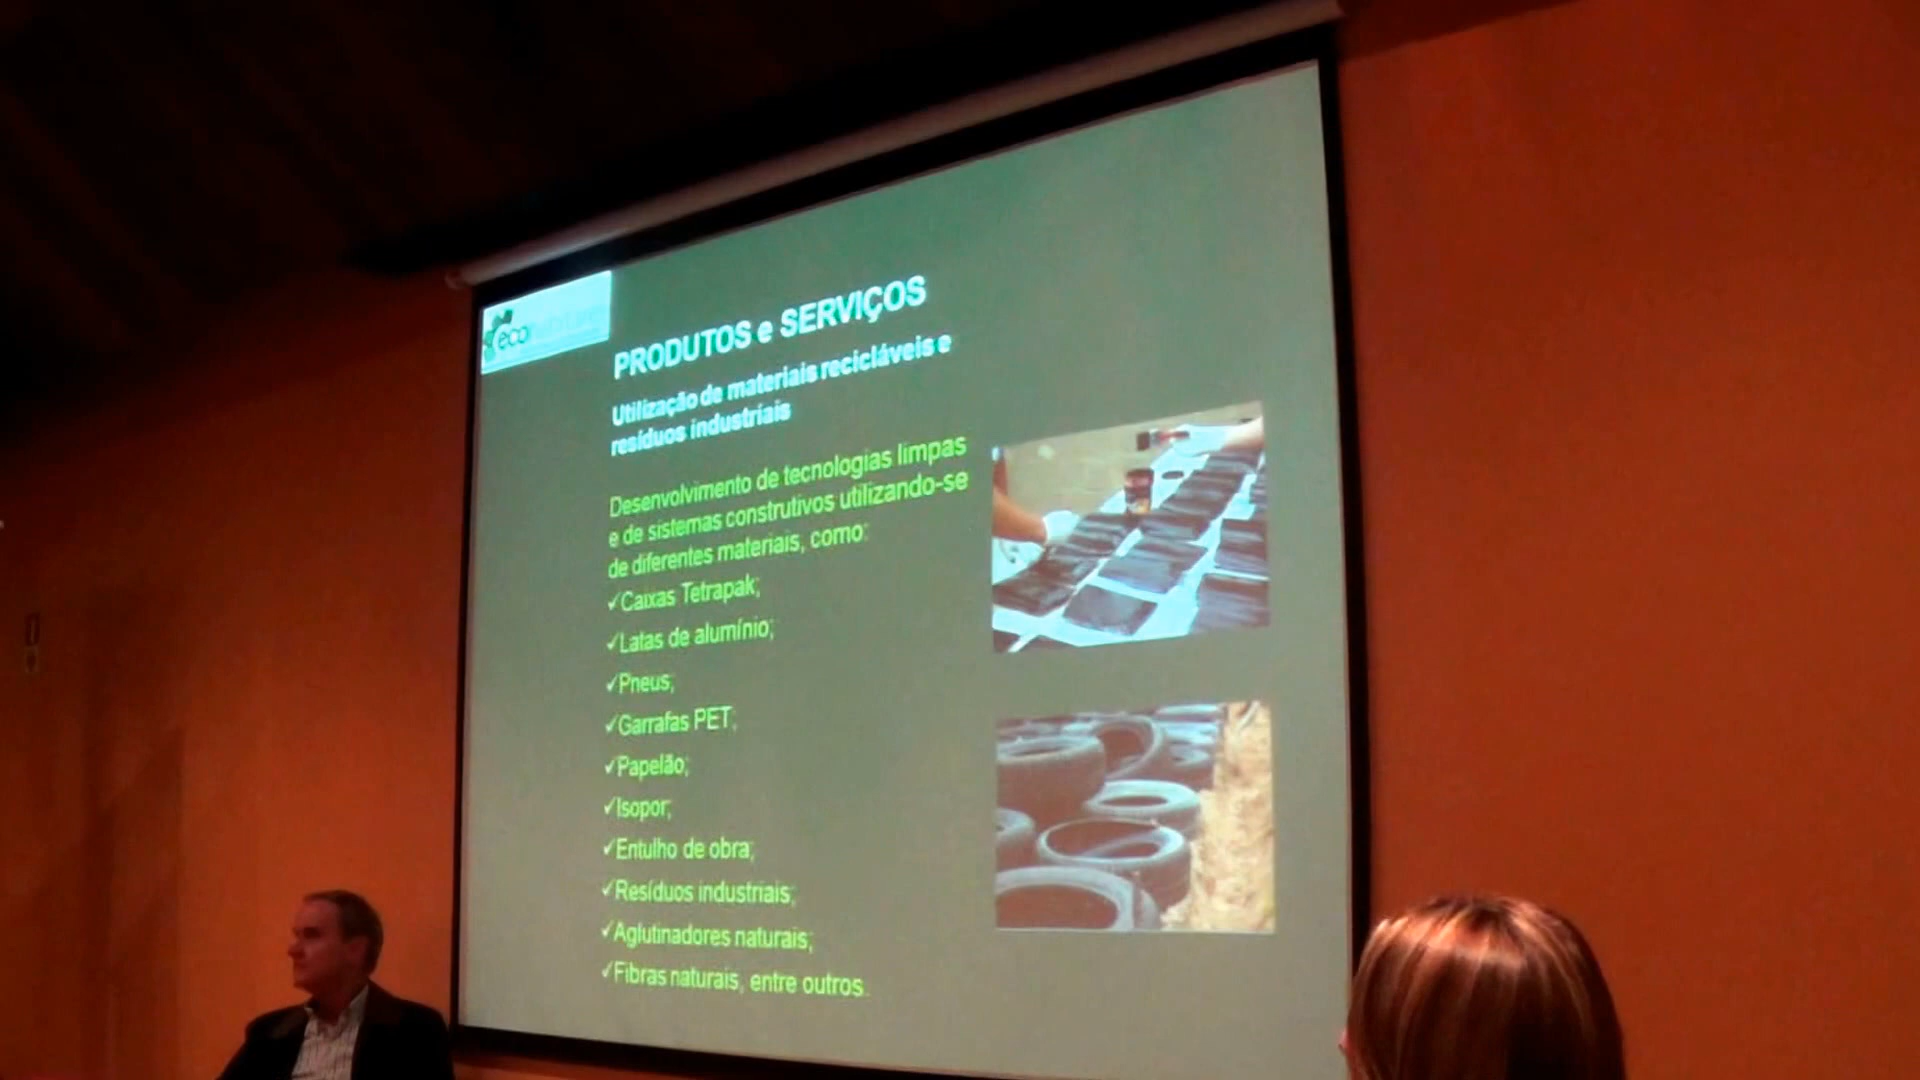 eco
PRODUTOS e SERVIÇOS
Utilização de materiais recicláveis e
resíduos industriais
Desenvolvimento de tecnologias limpas
e de sistemas construtivos utilizando-se
de diferentes materiais, como:
✓Caixas Tetrapak;
✓Latas de alumínio;
✓Pneus;
✓Garrafas PET;
✓Papelão;
✓Isopor;
✓Entulho de obra;
✓Resíduos industriais;
✓Aglutinadores naturais;
✓Fibras naturais, entre outros.